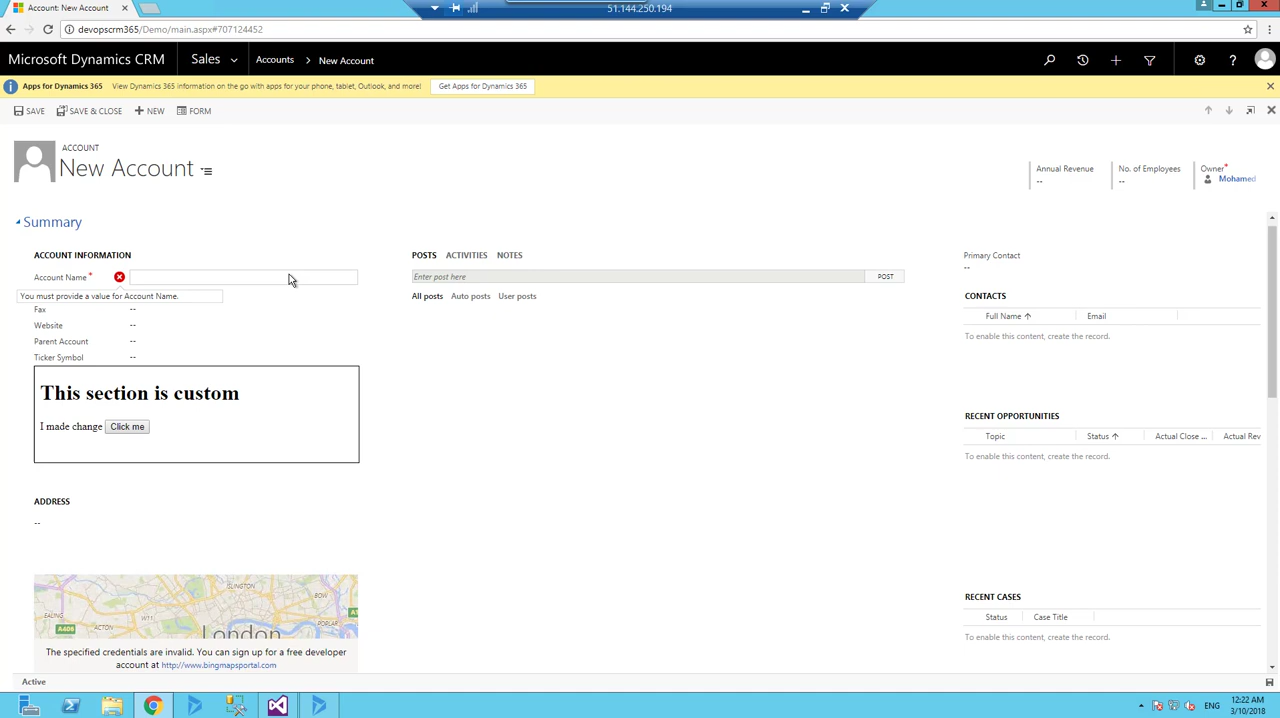 Account: New Account
51.144.250.194
devopscrm365/Demo/main.aspx#707124452
Microsoft Dynamics CRM Sales Accounts New Account
Apps for Dynamics 365 View Dynamics 365 information on the go with apps for your phone, tablet, Outlook, and more! Get Apps for Dynamics 365
SAVE SAVE & CLOSE NEW FORM
ACCOUNT
New Account
Annual Revenue No. of Employees Owner*
-- -- Mohamed
Summary
ACCOUNT INFORMATION POSTS ACTIVITIES NOTES Primary Contact
--
Account Name* Enter post here POST
You must provide a value for Account Name. All posts Auto posts User posts CONTACTS
Fax -- Full Name Email
Website --
Parent Account -- To enable this content, create the record.
Ticker Symbol --
This section is custom
I made change Click me
RECENT OPPORTUNITIES
Topic Status Actual Close ... Actual Rev
To enable this content, create the record.
ADDRESS
--
RECENT CASES
Status Case Title
To enable this content, create the record.
ISLINGTON
EALING W11 POPLAR
A406 ACTON
London
The specified credentials are invalid. You can sign up for a free developer
account at http://www.bingmapsportal.com
Active
ENG 12:22 AM
3/10/2018